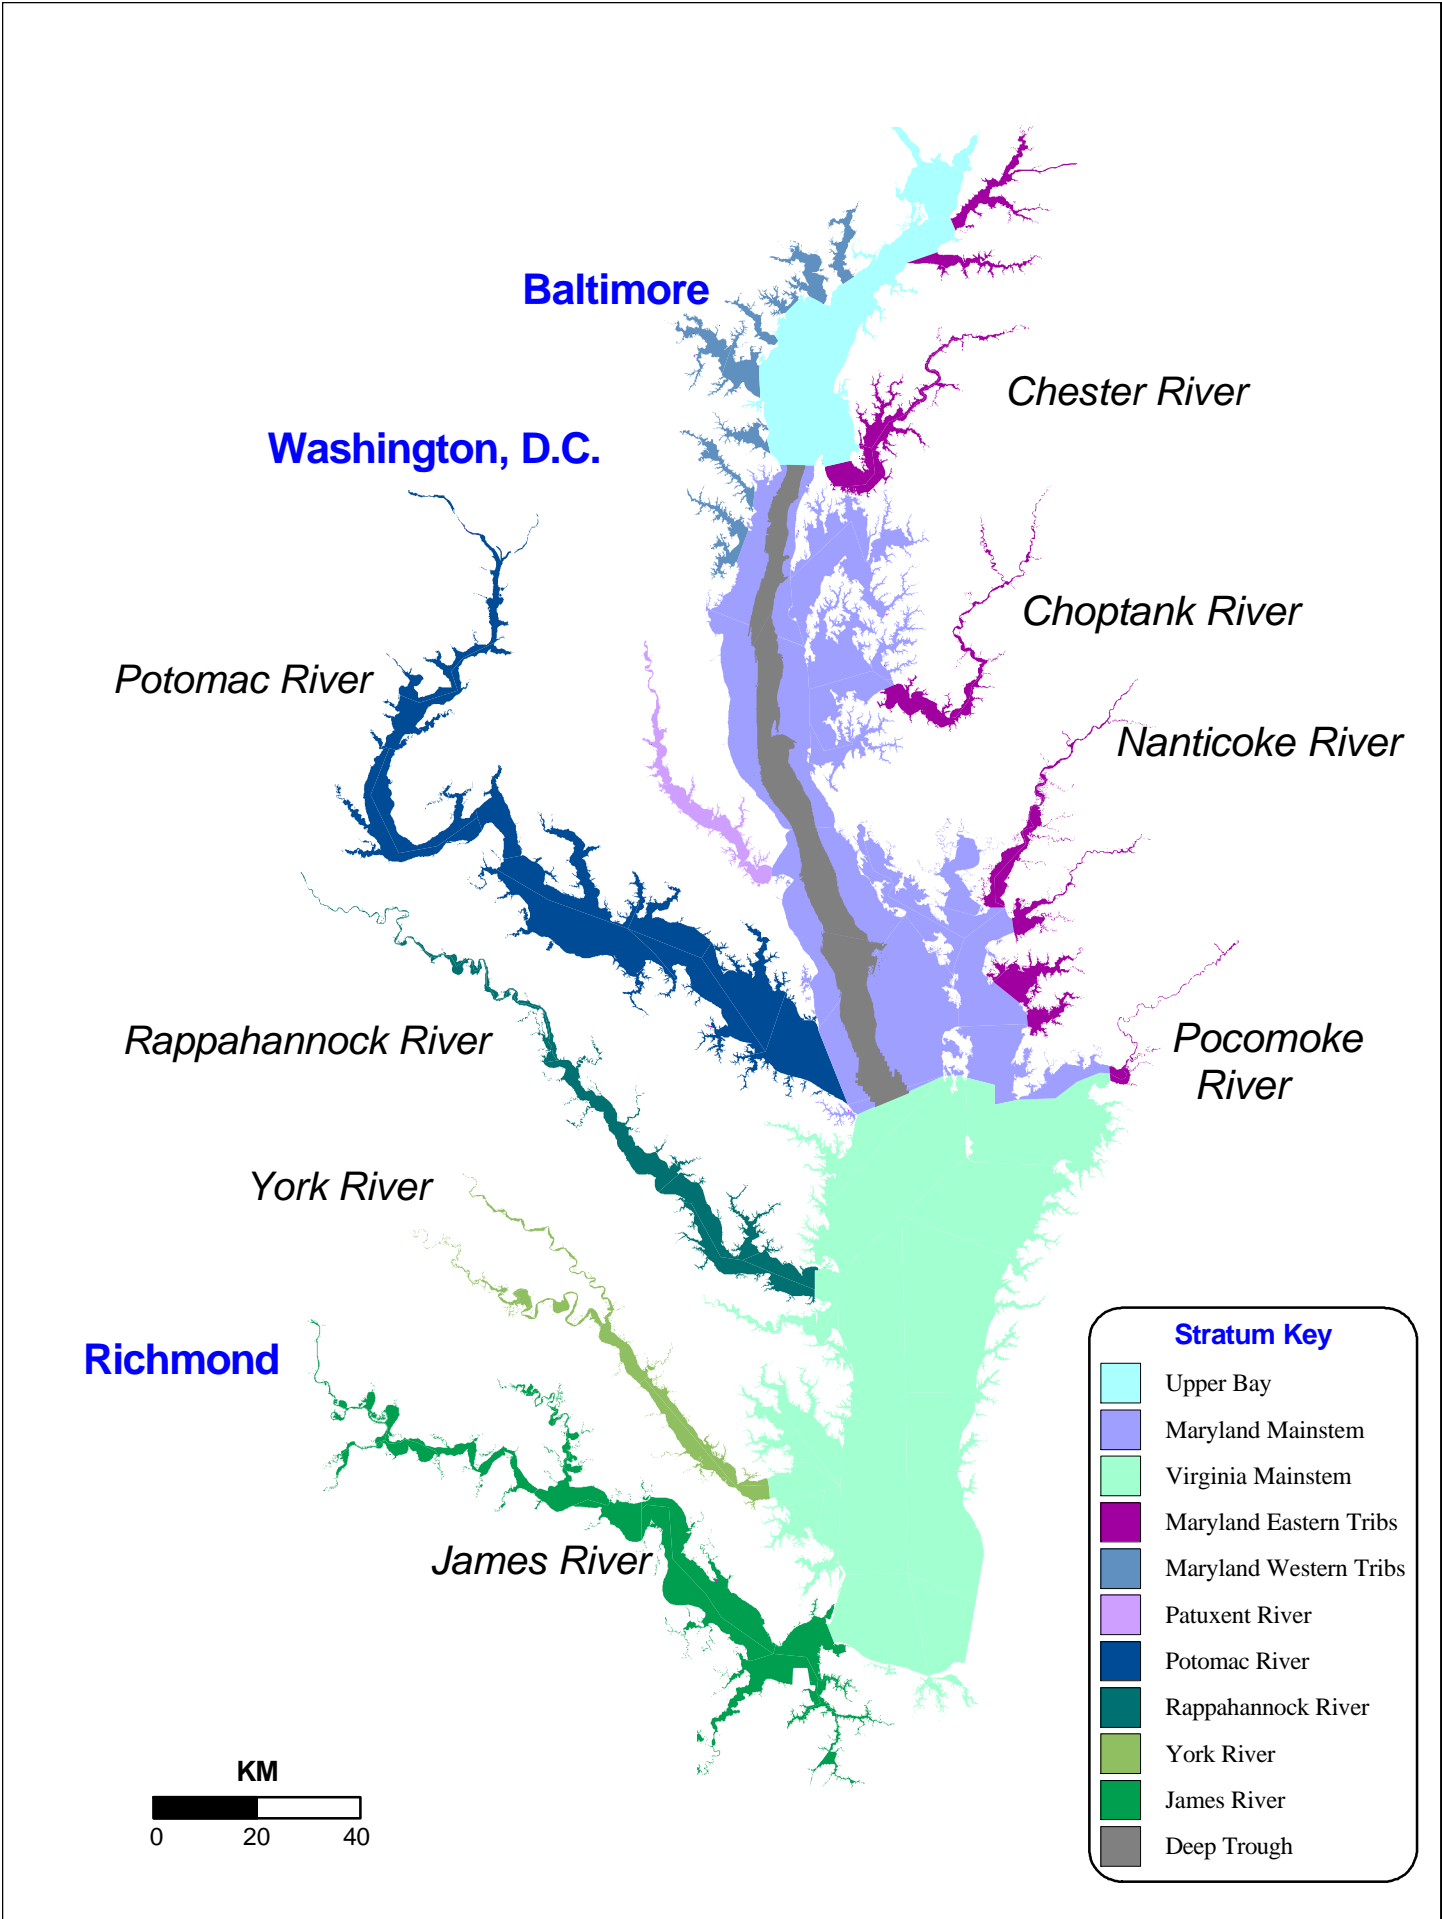 Baltimore
Chester River
Washington, D.C.
Choptank River
Potomac River
Nanticoke River
Rappahannock River
Pocomoke
River
York River
Richmond
James River
KM
0 20 40
Stratum Key
Upper Bay
Maryland Mainstem
Virginia Mainstem
Maryland Eastern Tribs
Maryland Western Tribs
Patuxent River
Potomac River
Rappahannock River
York River
James River
Deep Trough